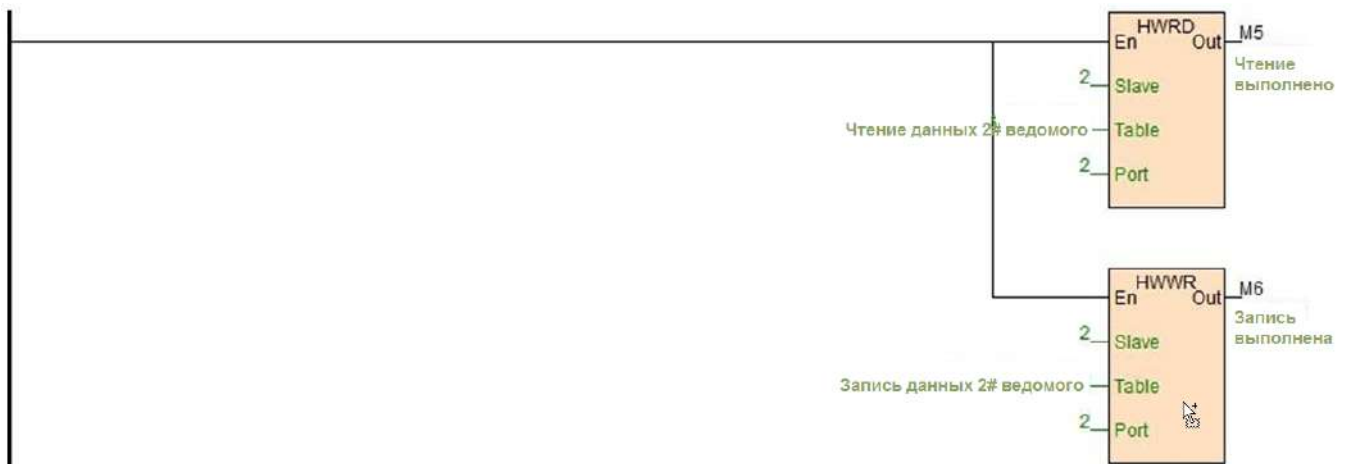 HWRD
En Out M5
Чтение
выполнено
2 Slave
Чтение данных 2# ведомого Table
2 Port
HWWR
En Out M6
Запись
выполнена
2 Slave
Запись данных 2# ведомого Table
2 Port